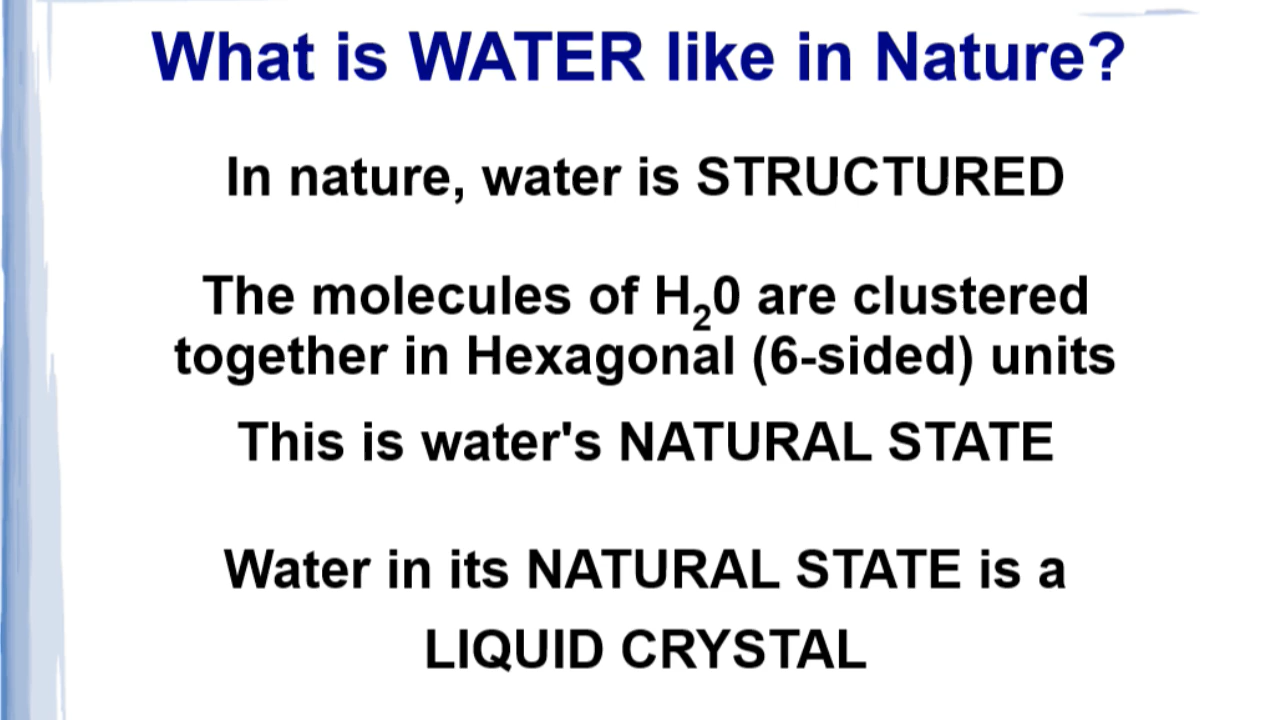 What is WATER like in Nature?
In nature, water is STRUCTURED
The molecules of H₂0 are clustered
together in Hexagonal (6-sided) units
This is water's NATURAL STATE
Water in its NATURAL STATE is a
LIQUID CRYSTAL